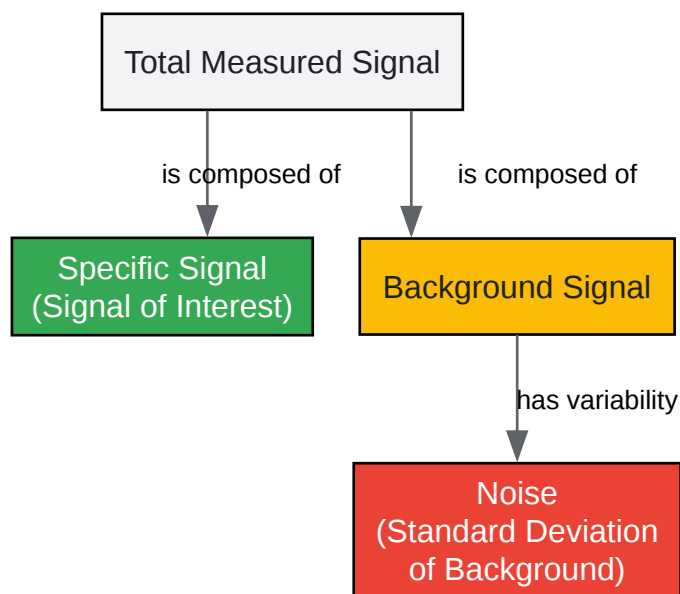 Total Measured Signal
is composed of
is composed of
Specific Signal
(Signal of Interest)
Background Signal
has variability
Noise
(Standard Deviation
of Background)